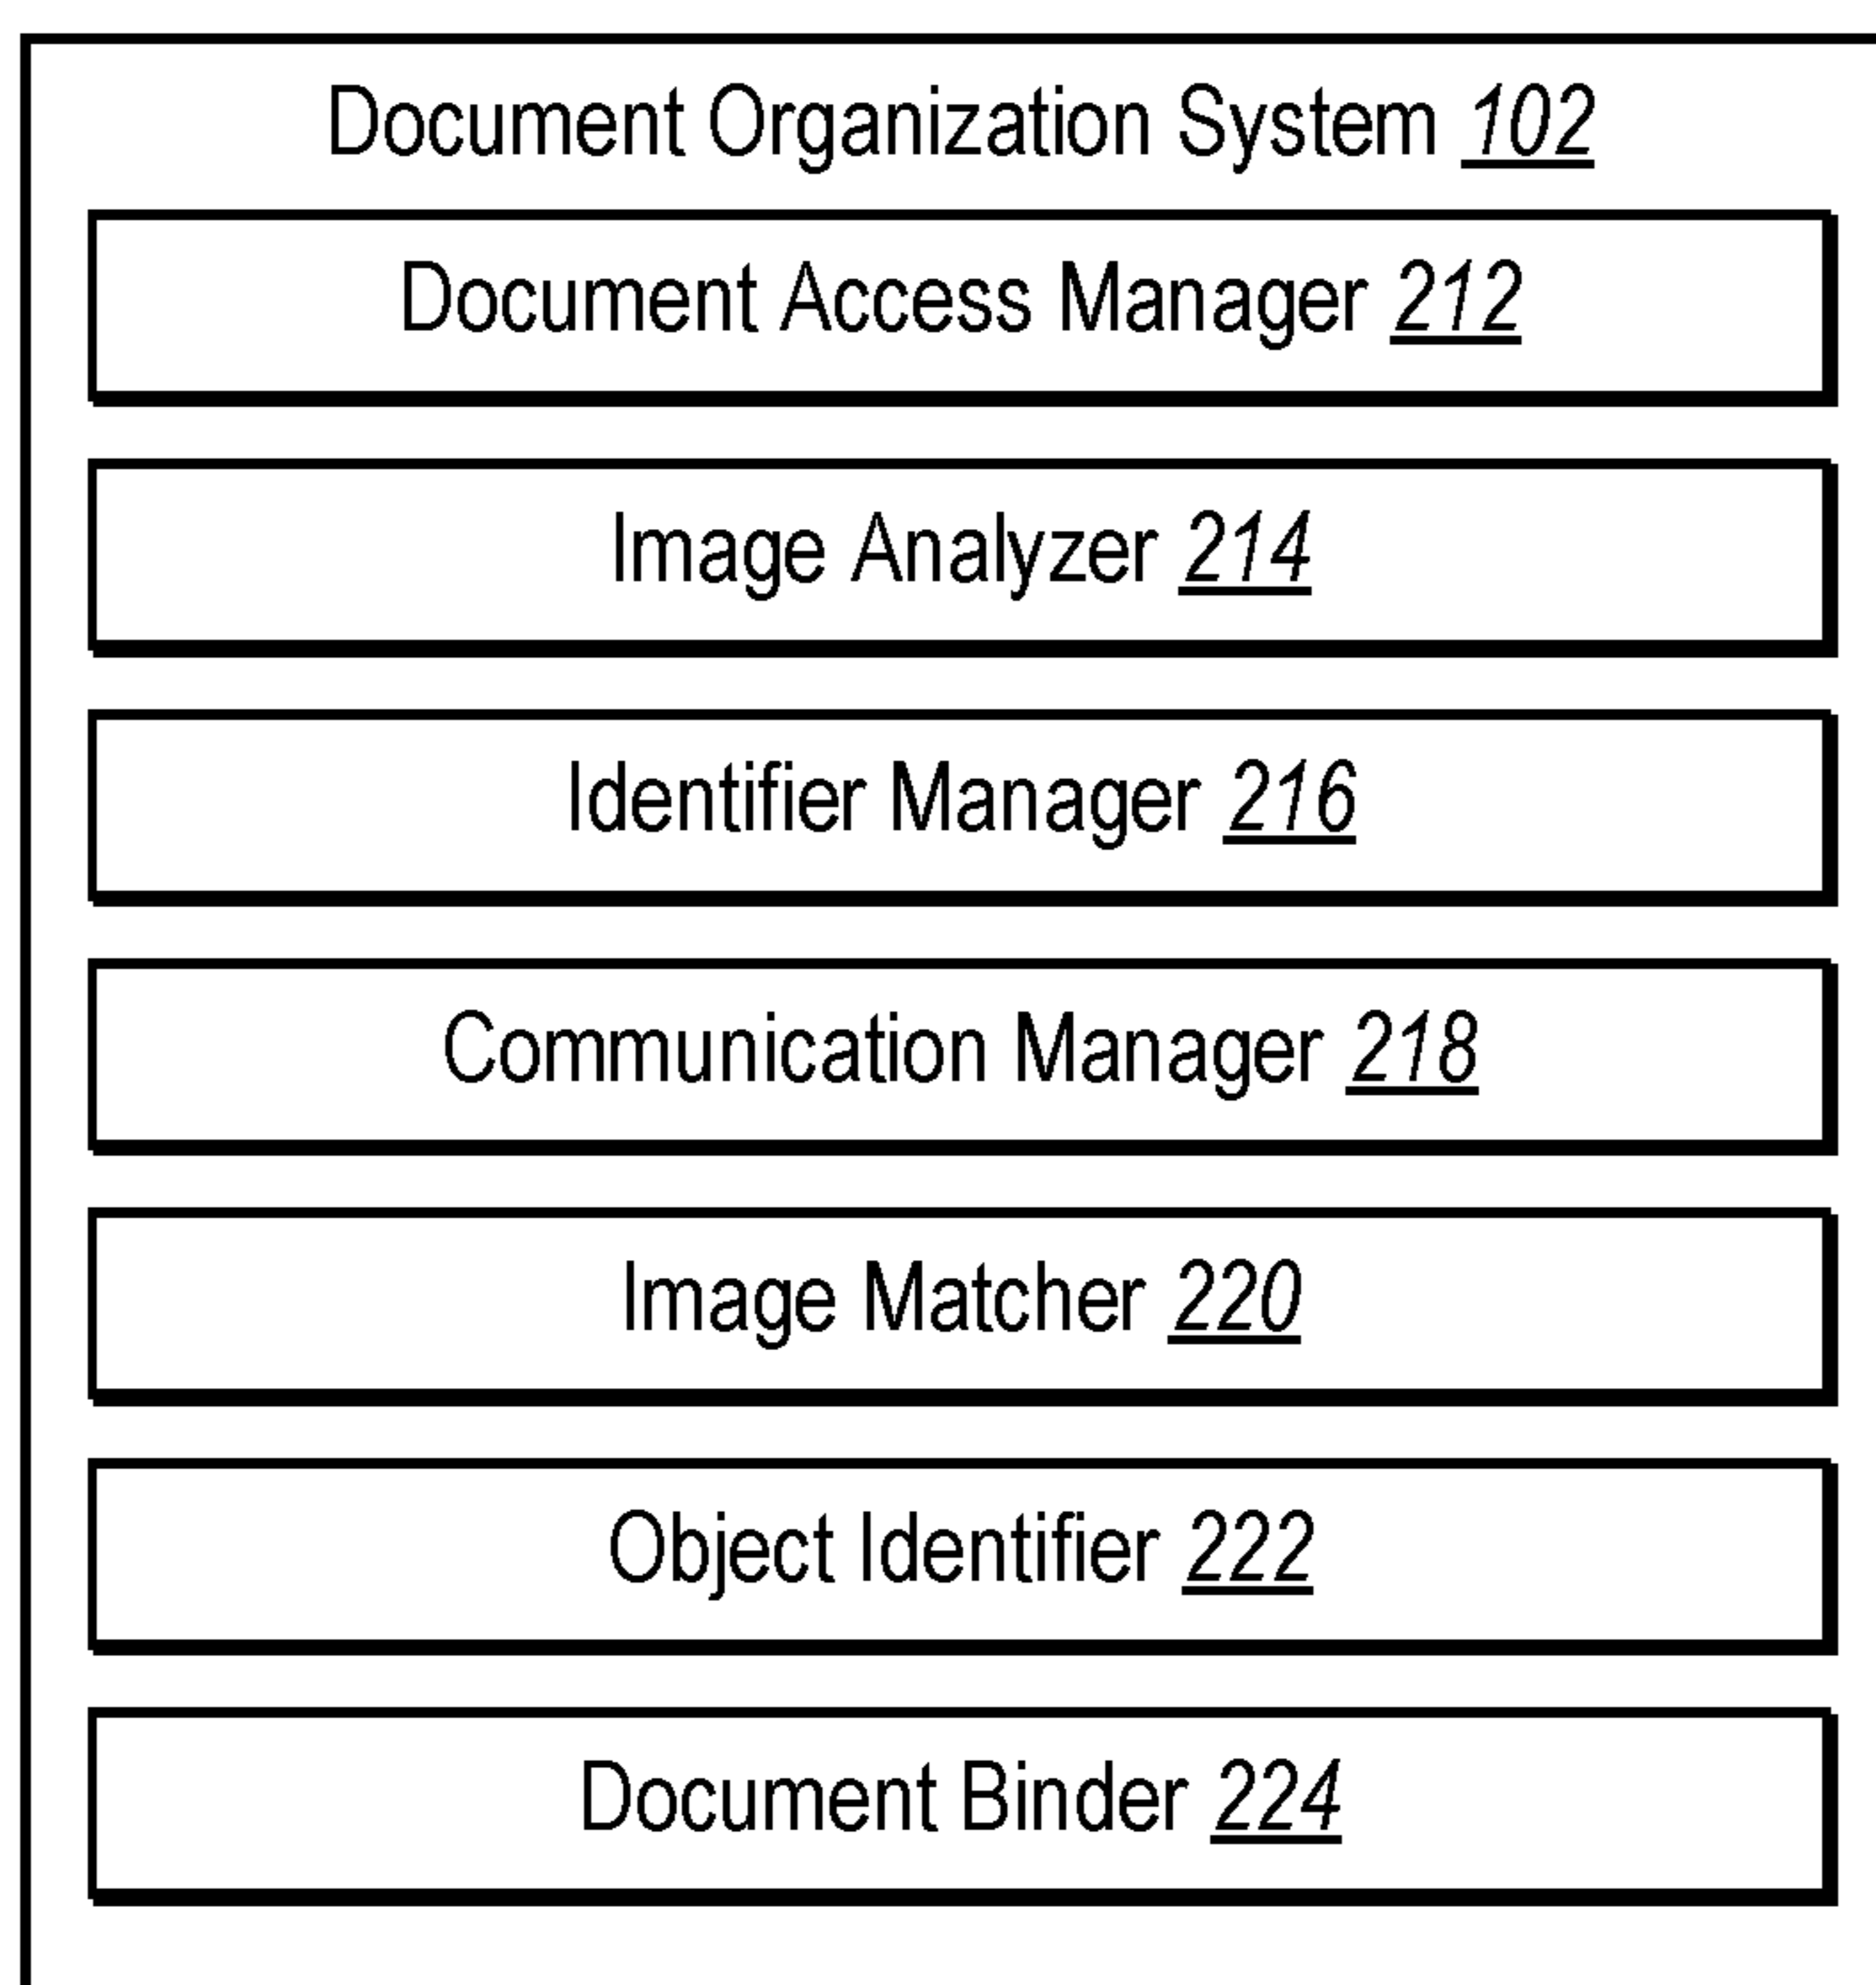 Document Organization System 102
Document Access Manager 212
Image Analyzer 214
Identifier Manager 216
Communication Manager 218
Image Matcher 220
Object Identifier 222
Document Binder 224